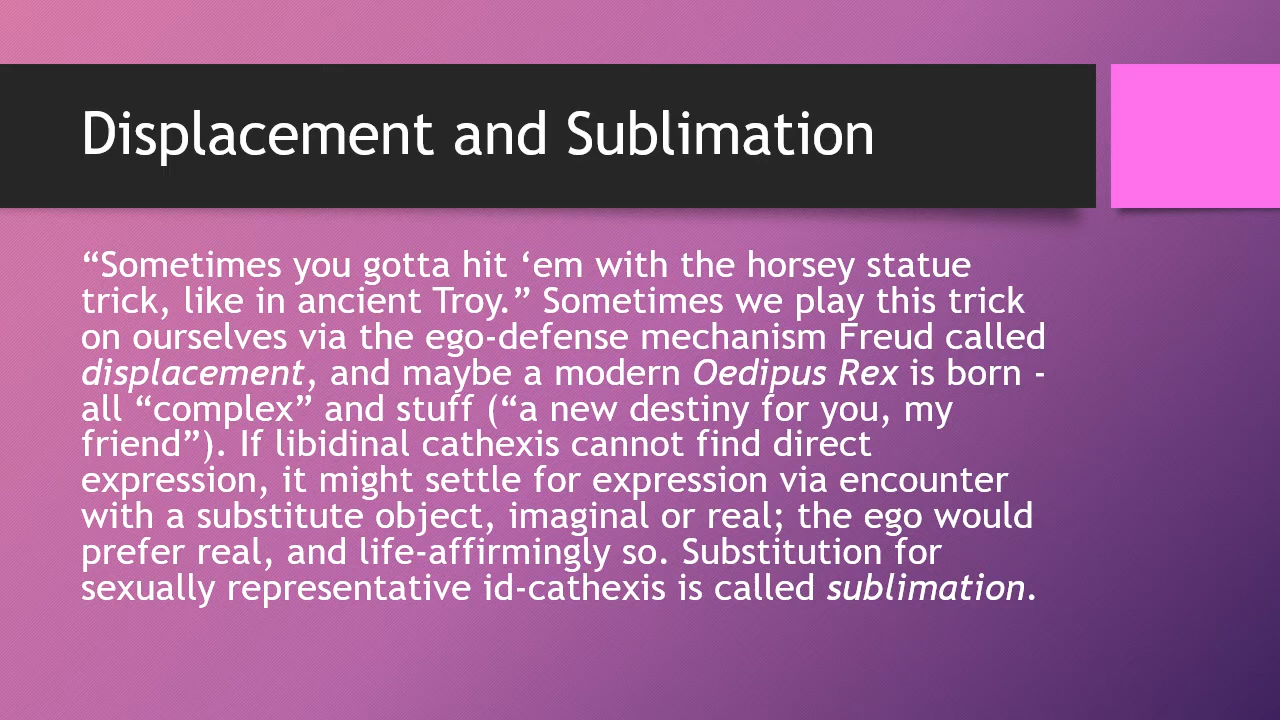 Displacement and Sublimation
“Sometimes you gotta hit ‘em with the horsey statue
trick, like in ancient Troy.” Sometimes we play this trick
on ourselves via the ego-defense mechanism Freud called
displacement, and maybe a modern Oedipus Rex is born -
all “complex” and stuff (“a new destiny for you, my
friend”). If libidinal cathexis cannot find direct
expression, it might settle for expression via encounter
with a substitute object, imaginal or real; the ego would
prefer real, and life-affirmingly so. Substitution for
sexually representative id-cathexis is called sublimation.